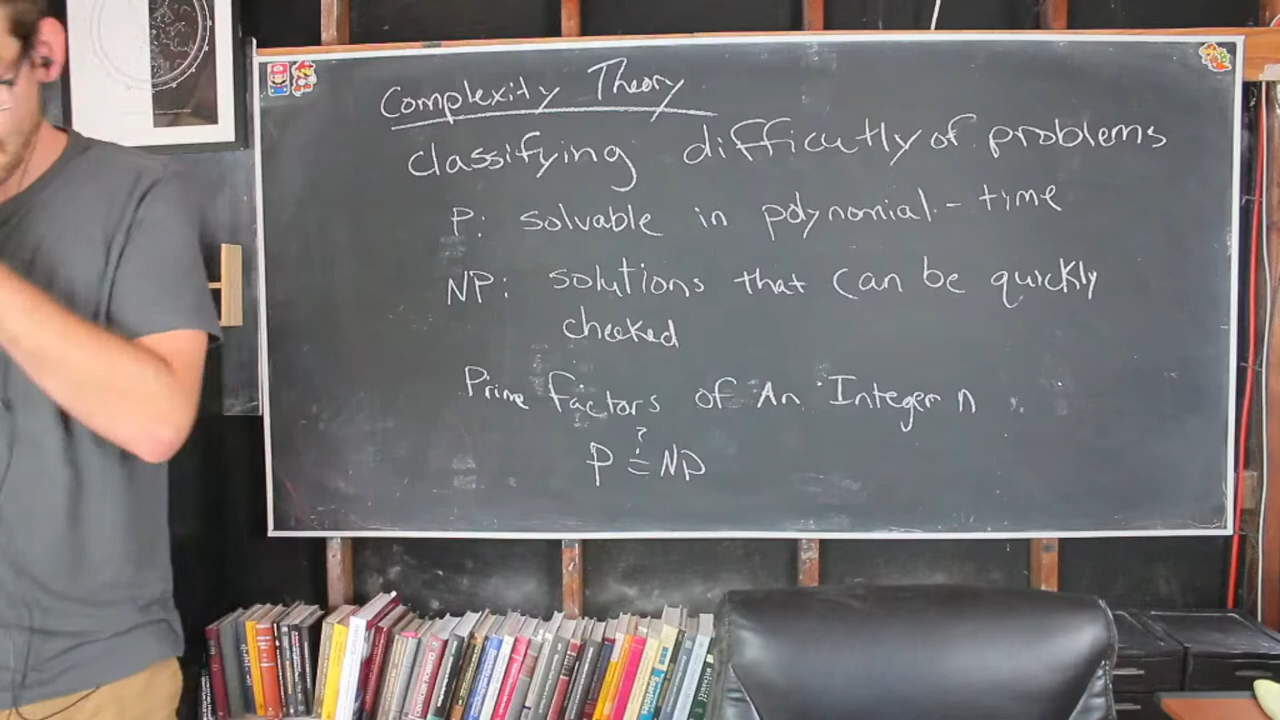 Complexity Theory
classifying difficutly of problems
P: solvable in polynomial - time
NP: solutions that can be quickly
checked
Prime factors of An Integer n
?
P = NP